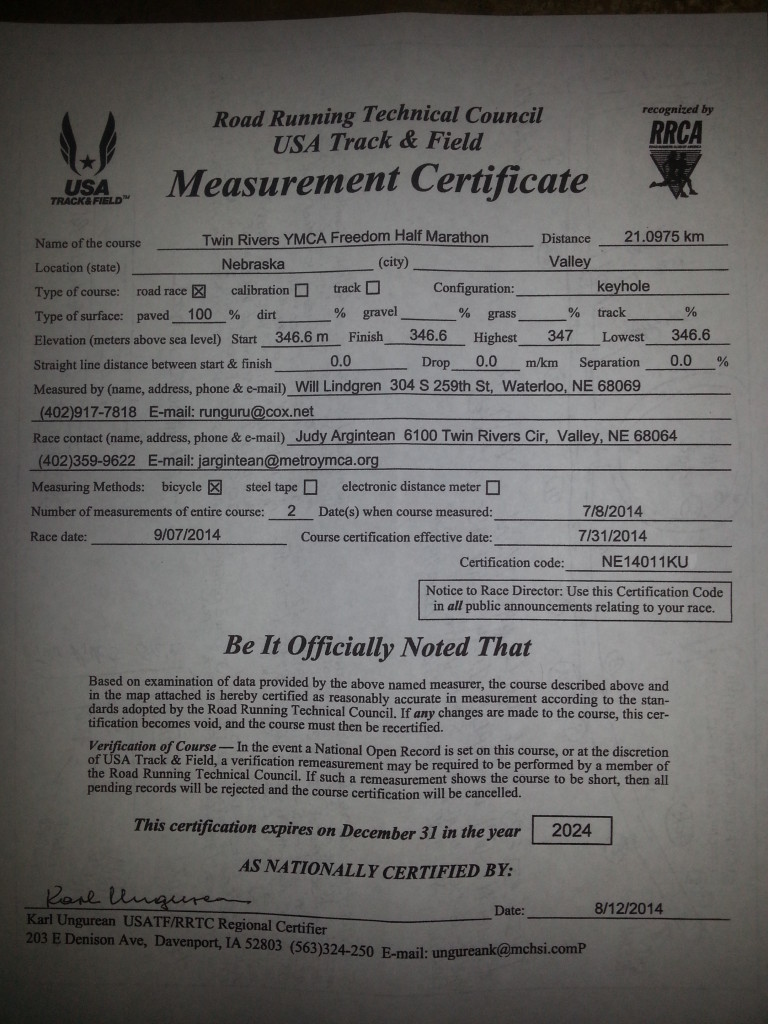 Road Running Technical Council
USA Track & Field
Measurement Certificate
USA
TRACK & FIELD™
recognized by
RRCA
Name of the course Twin Rivers YMCA Freedom Half Marathon Distance 21.0975 km
Location (state) Nebraska (city) Valley
Type of course: road race ☒ calibration ☐ track ☐ Configuration: keyhole
Type of surface: paved 100 % dirt ____ % gravel ____ % grass ____ % track ____ %
Elevation (meters above sea level) Start 346.6 m Finish 346.6 Highest 347 Lowest 346.6
Straight line distance between start & finish 0.0 Drop 0.0 m/km Separation 0.0 %
Measured by (name, address, phone & e-mail) Will Lindgren 304 S 259th St, Waterloo, NE 68069
(402)917-7818 E-mail: runguru@cox.net
Race contact (name, address, phone & e-mail) Judy Argintean 6100 Twin Rivers Cir, Valley, NE 68064
(402)359-9622 E-mail: jargintean@metroymca.org
Measuring Methods: bicycle ☒ steel tape ☐ electronic distance meter ☐
Number of measurements of entire course: 2 Date(s) when course measured: 7/8/2014
Race date: 9/07/2014 Course certification effective date: 7/31/2014
Certification code: NE14011KU
Notice to Race Director: Use this Certification Code
in all public announcements relating to your race.
Be It Officially Noted That
Based on examination of data provided by the above named measurer, the course described above and
in the map attached is hereby certified as reasonably accurate in measurement according to the stan-
dards adopted by the Road Running Technical Council. If any changes are made to the course, this cer-
tification becomes void, and the course must then be recertified.
Verification of Course — In the event a National Open Record is set on this course, or at the discretion
of USA Track & Field, a verification remeasurement may be required to be performed by a member of
the Road Running Technical Council. If such a remeasurement shows the course to be short, then all
pending records will be rejected and the course certification will be cancelled.
This certification expires on December 31 in the year 2024
AS NATIONALLY CERTIFIED BY:
Karl Ungurean
Date: 8/12/2014
Karl Ungurean USATF/RRTC Regional Certifier
203 E Denison Ave, Davenport, IA 52803 (563)324-250 E-mail: ungureank@mchsi.comP